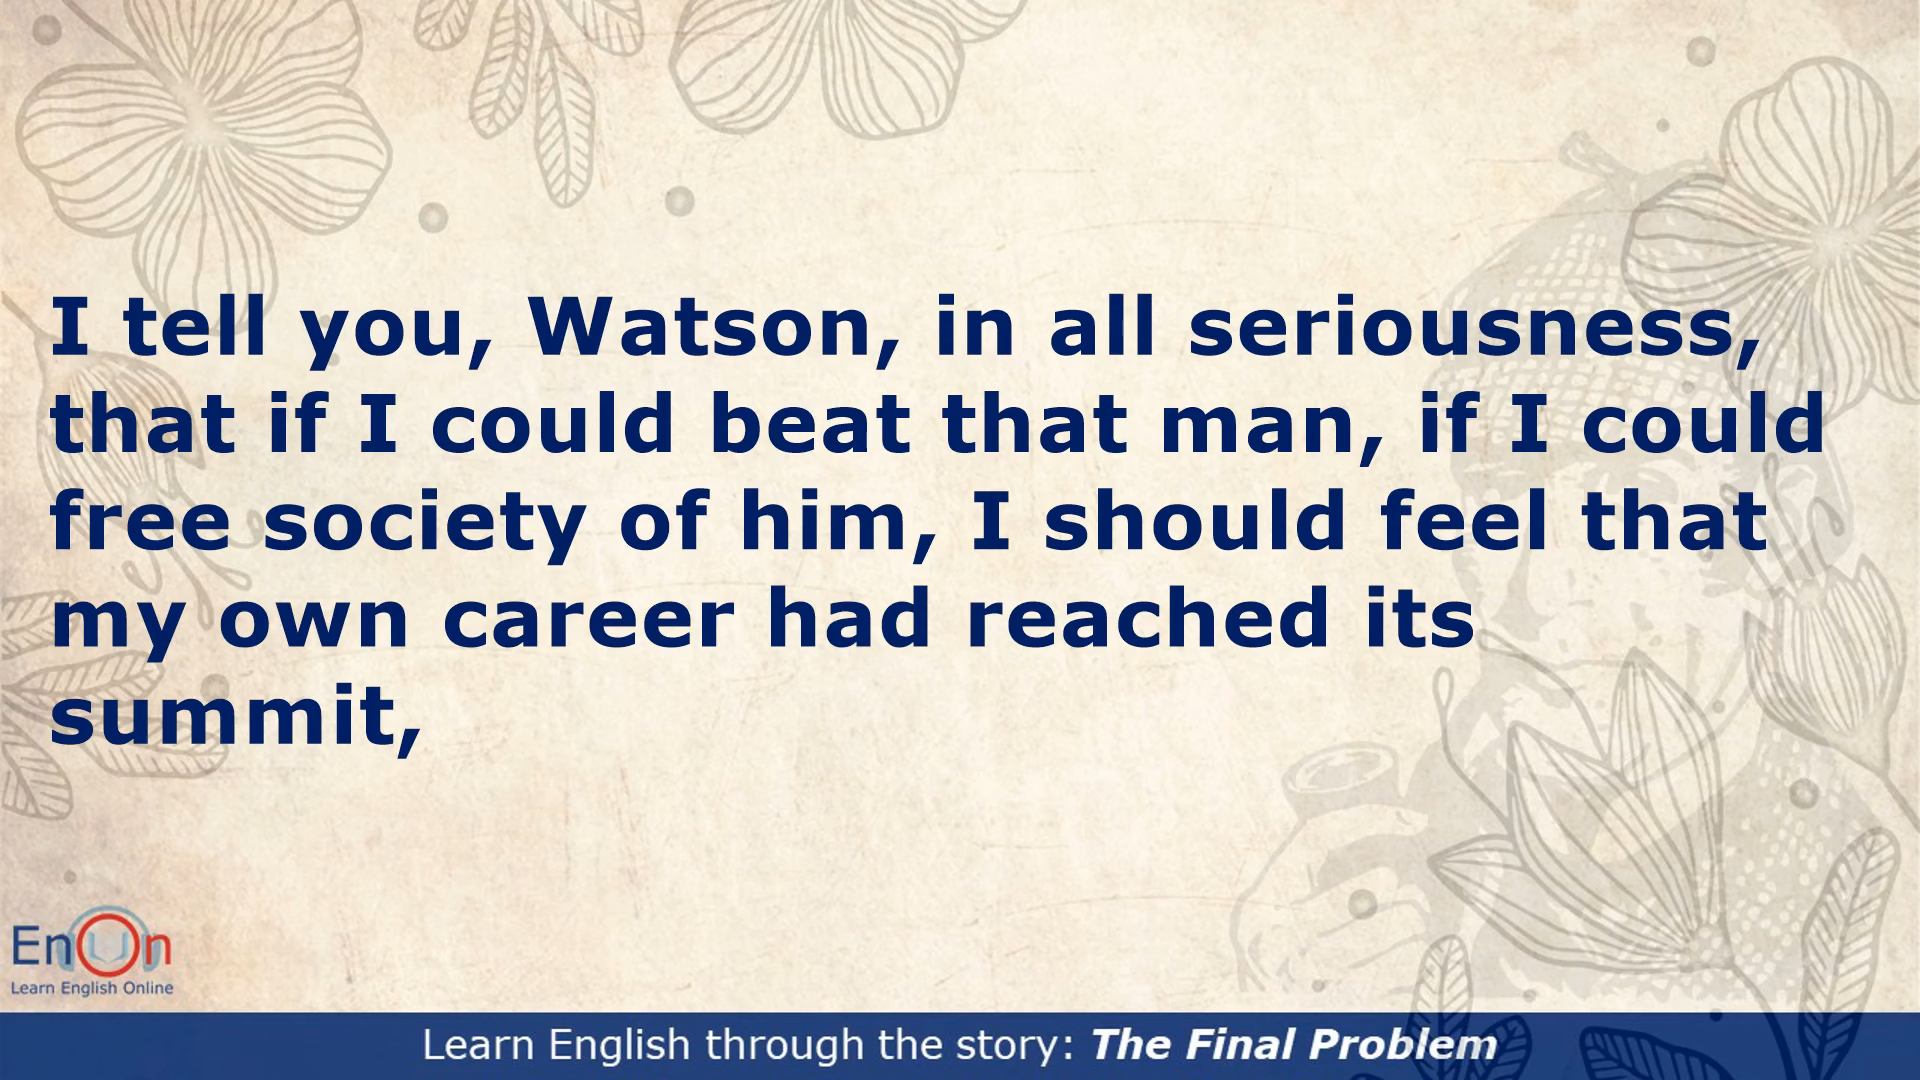 I tell you, Watson, in all seriousness,
that if I could beat that man, if I could
free society of him, I should feel that
my own career had reached its
summit,
EnOn
Learn English Online
Learn English through the story: The Final Problem